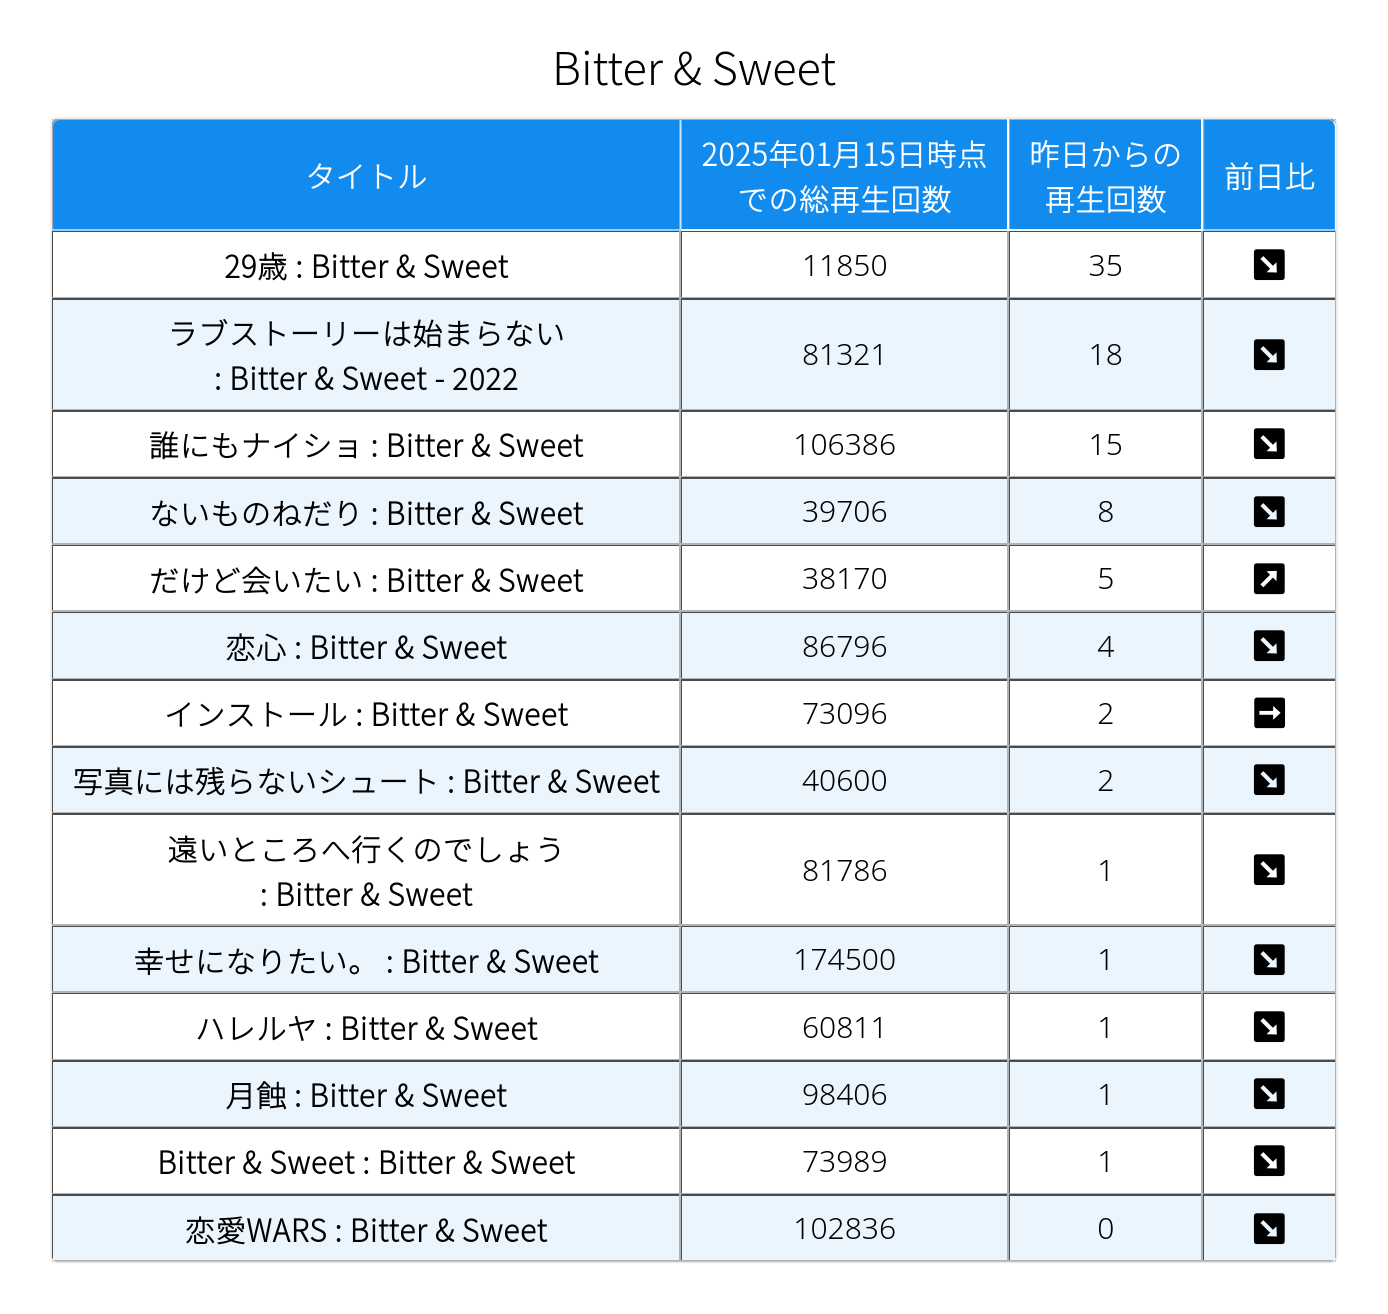 Bitter & Sweet
タイトル
2025年01月15日時点
での総再生回数
昨日からの
再生回数
前日比
29歳 : Bitter & Sweet 11850 35 ↘
ラブストーリーは始まらない
: Bitter & Sweet - 2022 81321 18 ↘
誰にもナイショ : Bitter & Sweet 106386 15 ↘
ないものねだり : Bitter & Sweet 39706 8 ↘
だけど会いたい : Bitter & Sweet 38170 5 ↗
恋心 : Bitter & Sweet 86796 4 ↘
インストール : Bitter & Sweet 73096 2 →
写真には残らないシュート : Bitter & Sweet 40600 2 ↘
遠いところへ行くのでしょう
: Bitter & Sweet 81786 1 ↘
幸せになりたい。 : Bitter & Sweet 174500 1 ↘
ハレルヤ : Bitter & Sweet 60811 1 ↘
月蝕 : Bitter & Sweet 98406 1 ↘
Bitter & Sweet : Bitter & Sweet 73989 1 ↘
恋愛WARS : Bitter & Sweet 102836 0 ↘